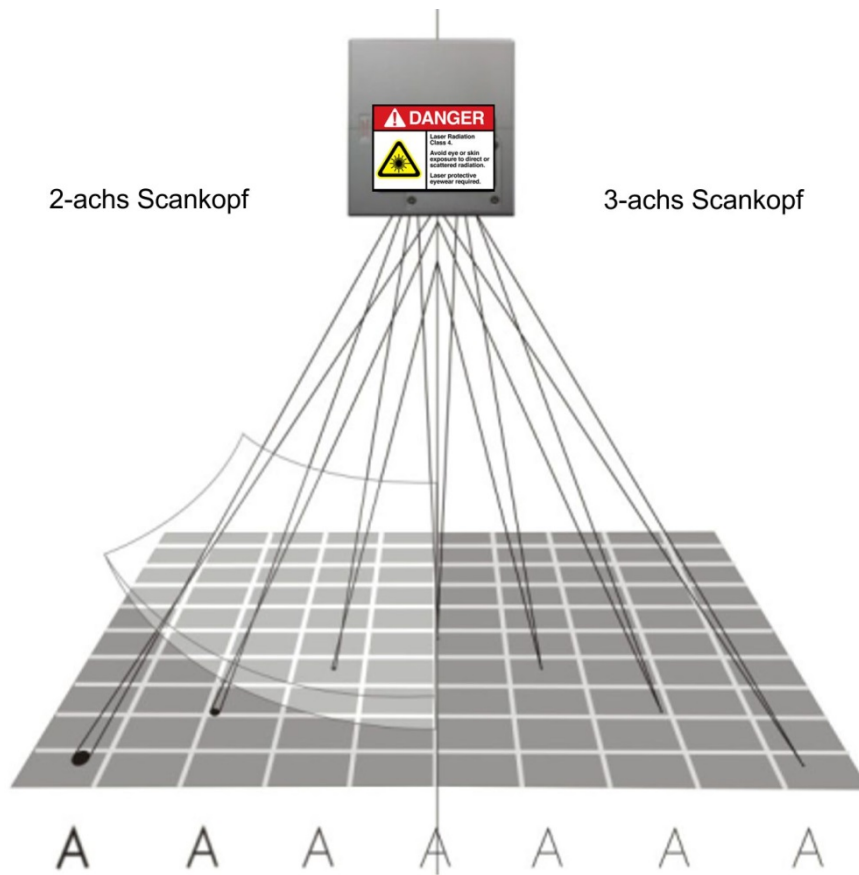 DANGER
2-achs Scankopf
3-achs Scankopf
Laser Radiation
Class 4.
Avoid eye or skin
exposure to direct or
scattered radiation.
Laser protective
eyewear required.
A A A A A A A